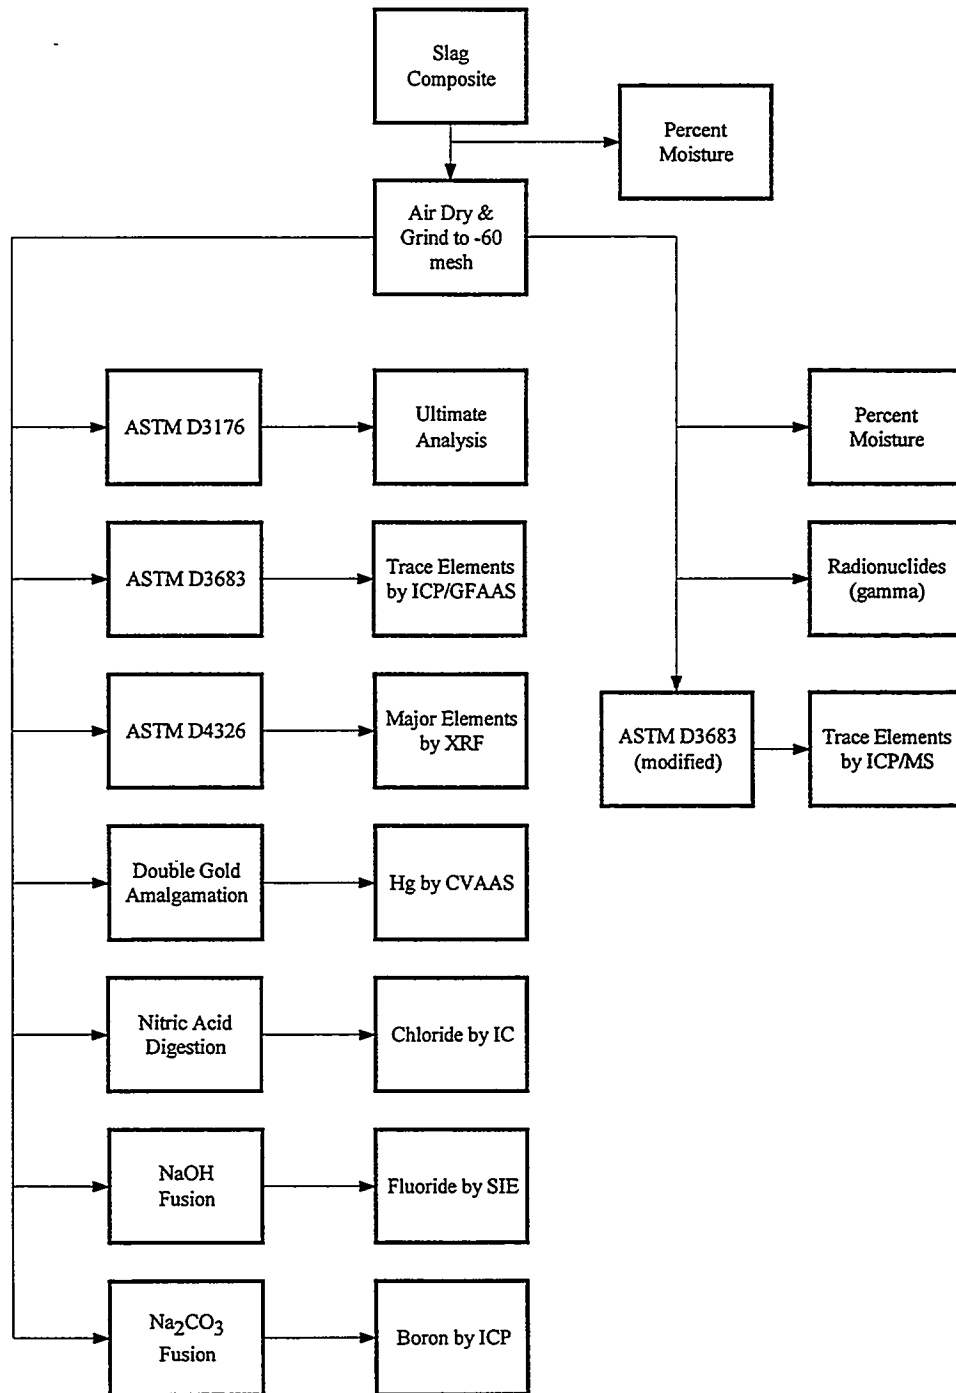 Slag
Composite
Percent
Moisture
Air Dry &
Grind to -60
mesh
ASTM D3176
Ultimate
Analysis
Percent
Moisture
ASTM D3683
Trace Elements
by ICP/GFAAS
Radionuclides
(gamma)
ASTM D4326
Major Elements
by XRF
ASTM D3683
(modified)
Trace Elements
by ICP/MS
Double Gold
Amalgamation
Hg by CVAAS
Nitric Acid
Digestion
Chloride by IC
NaOH
Fusion
Fluoride by SIE
Na₂CO₃
Fusion
Boron by ICP